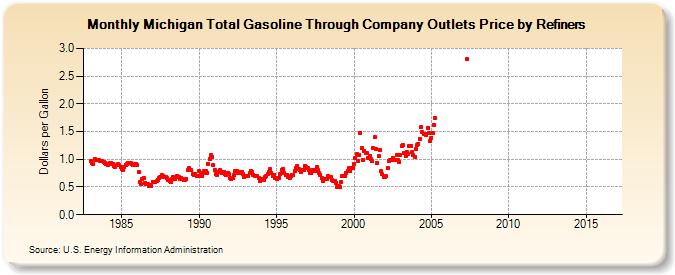 Monthly Michigan Total Gasoline Through Company Outlets Price by Refiners
Dollars per Gallon
3.0
2.5
2.0
1.5
1.0
0.5
0.0
1985 1990 1995 2000 2005 2010 2015
Source: U.S. Energy Information Administration